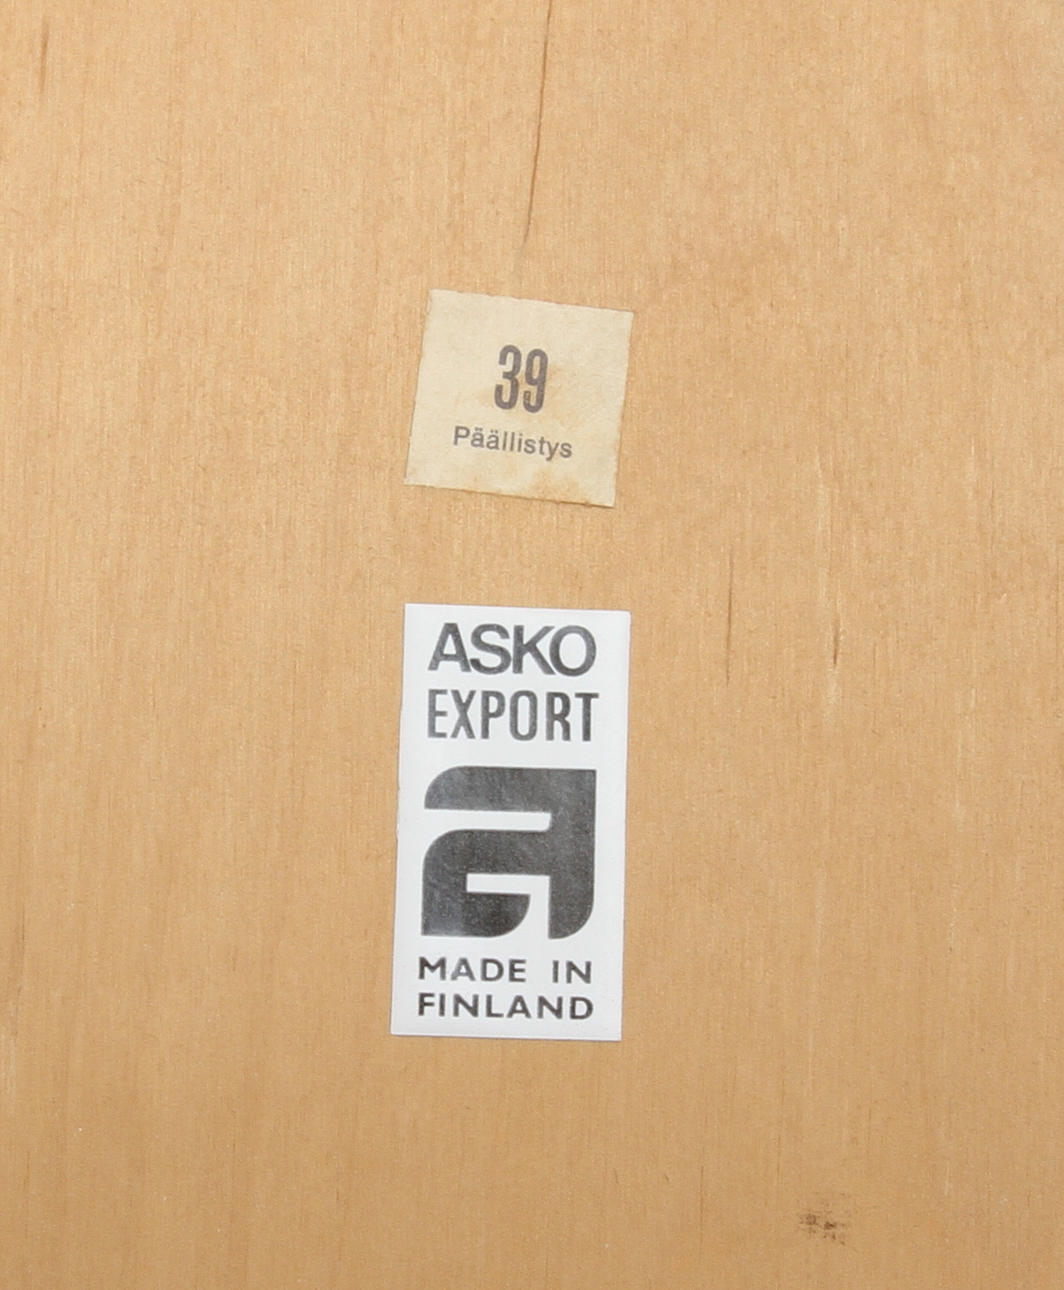 39
Päällistys
ASKO
EXPORT
a
MADE IN
FINLAND